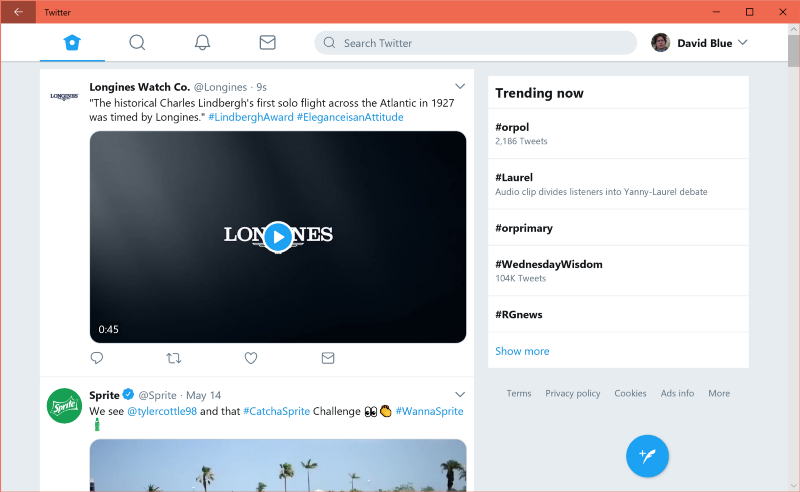 Twitter
Search Twitter
David Blue
LONGINES
Longines Watch Co. @Longines · 9s
"The historical Charles Lindbergh's first solo flight across the Atlantic in 1927
was timed by Longines." #LindberghAward #EleganceisanAttitude
0:45
Sprite
Sprite @Sprite · May 14
We see @tylercottle98 and that #CatchaSprite Challenge 👀👏 #WannaSprite
Trending now
#orpol
2,186 Tweets
#Laurel
Audio clip divides listeners into Yanny-Laurel debate
#orprimary
#WednesdayWisdom
104K Tweets
#RGnews
Show more
Terms Privacy policy Cookies Ads info More